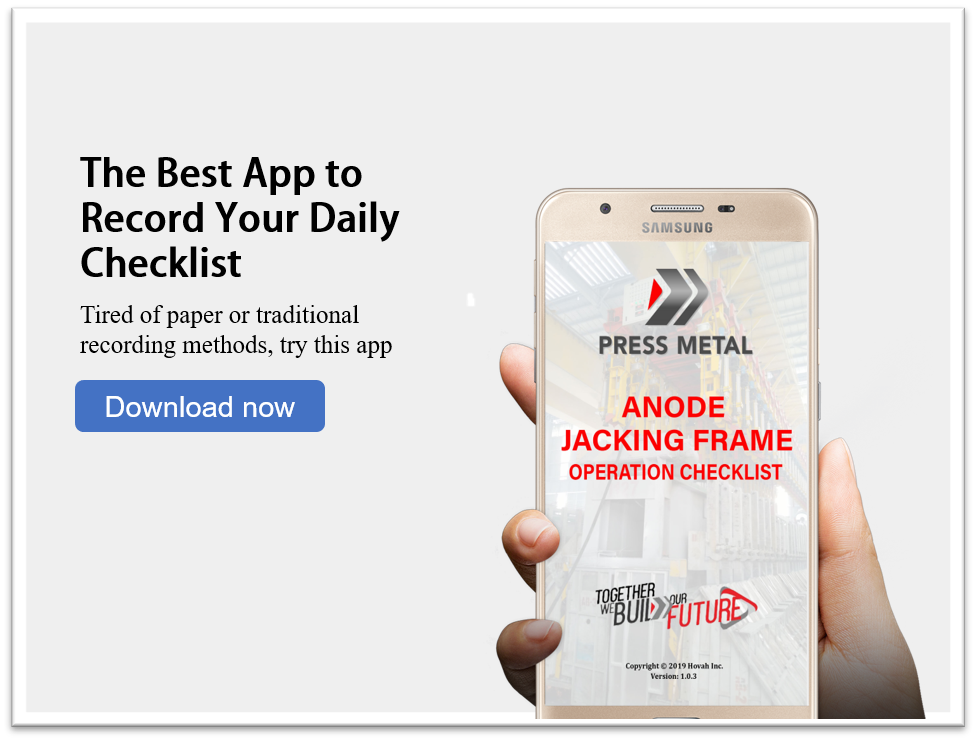 The Best App to
Record Your Daily
Checklist
Tired of paper or traditional
recording methods, try this app
Download now
SAMSUNG
PRESS METAL
ANODE
JACKING FRAME
OPERATION CHECKLIST
TOGETHER
WE BUILD OUR
FUTURE
Copyright © 2019 Hovah Inc.
Version: 1.0.3